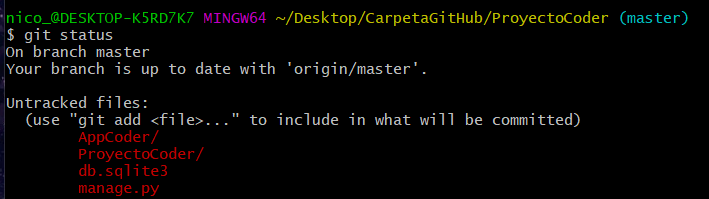 nico_@DESKTOP-K5RD7K7 MINGW64 ~/Desktop/CarpetaGitHub/ProyectoCoder (master)
$ git status
On branch master
Your branch is up to date with 'origin/master'.

Untracked files:
  (use "git add <file>..." to include in what will be committed)
        AppCoder/
        ProyectoCoder/
        db.sqlite3
        manage.py